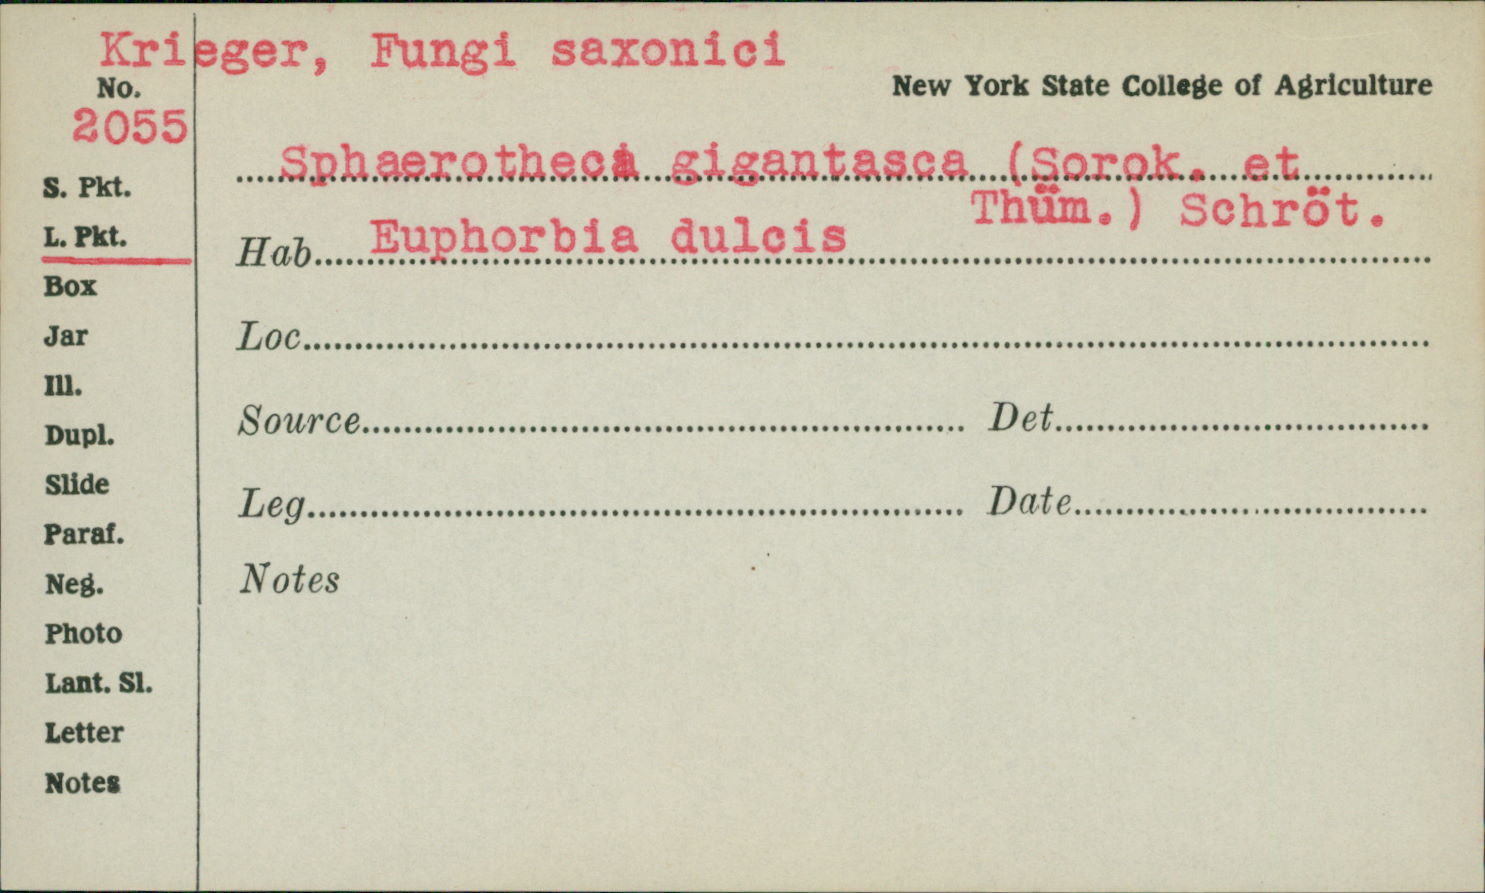 Krieger, Fungi saxonici
No.
New York State College of Agriculture
2055
Sphaerotheca gigantasca (Sorok. et
Thüm.) Schröt.
S. Pkt.
L. Pkt.
Hab. Euphorbia dulcis
Box
Jar
Loc.
Ill.
Dupl.
Source Det.
Slide
Leg. Date
Paraf.
Neg.
Notes
Photo
Lant. Sl.
Letter
Notes